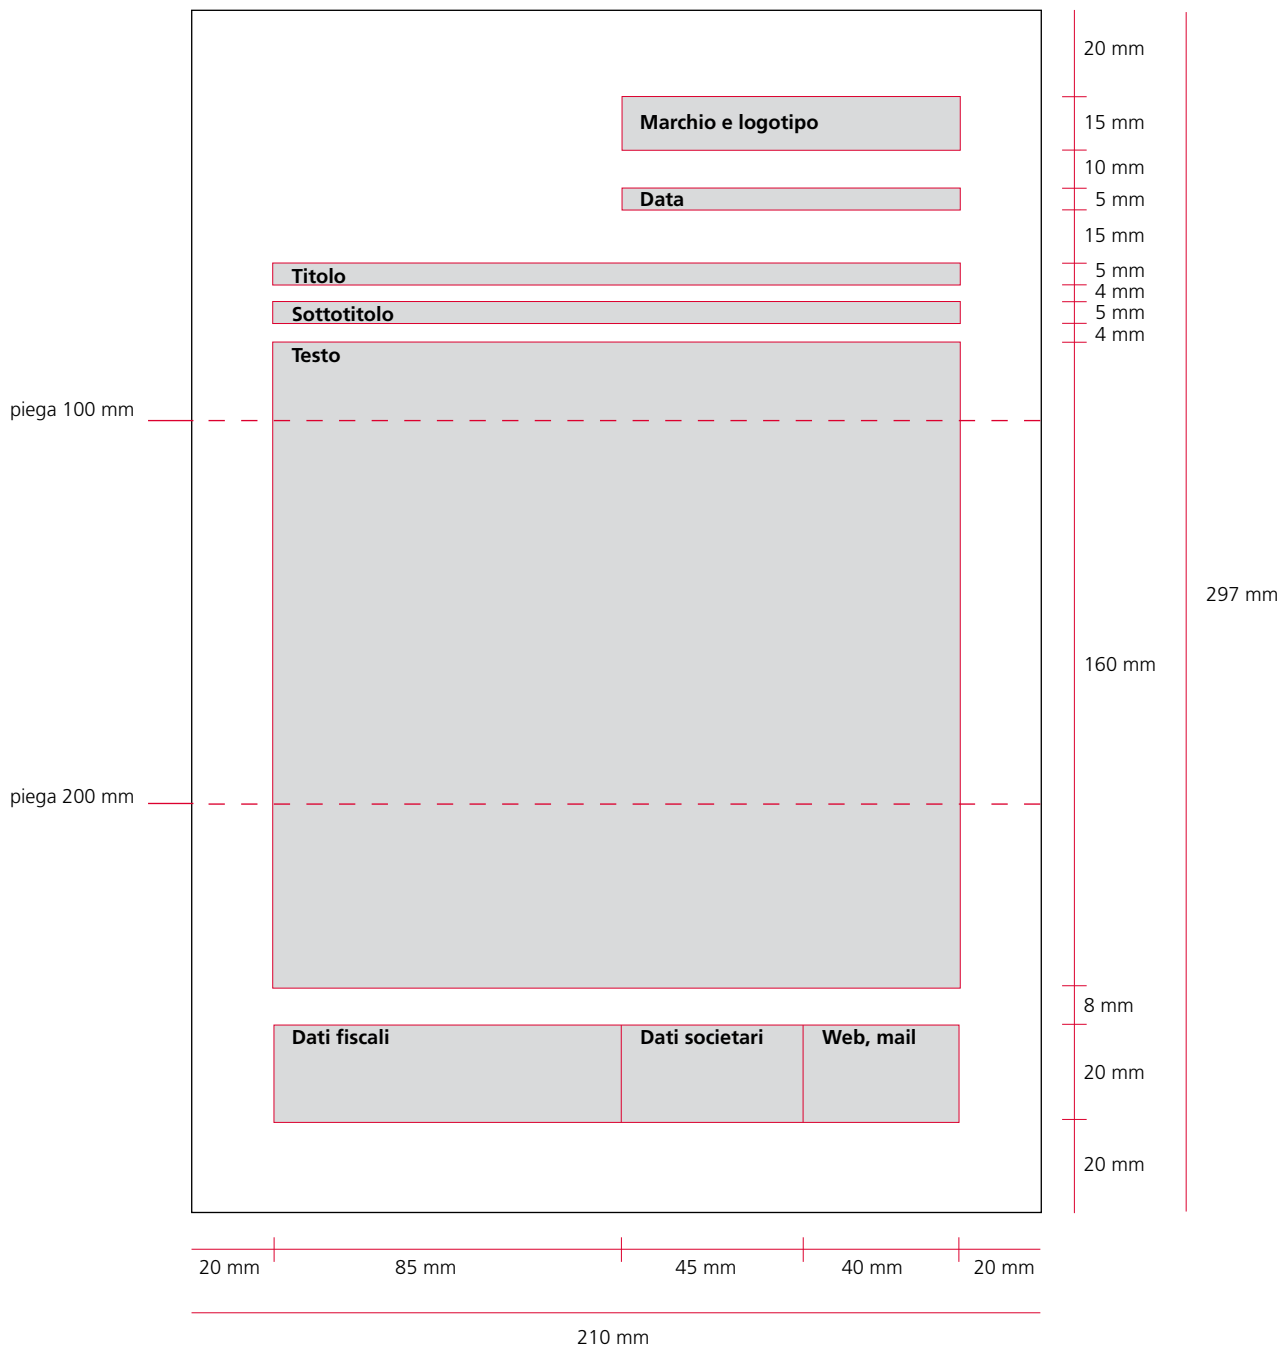 20 mm
Marchio e logotipo
15 mm
10 mm
Data
5 mm
15 mm
Titolo
5 mm
4 mm
Sottotitolo
5 mm
4 mm
Testo
piega 100 mm
297 mm
160 mm
piega 200 mm
8 mm
Dati fiscali
Dati societari
Web, mail
20 mm
20 mm
20 mm
85 mm
45 mm
40 mm
20 mm
210 mm